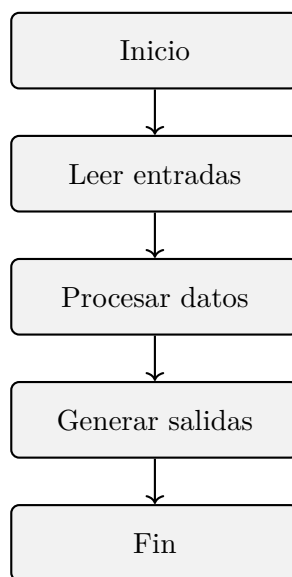 Inicio
Leer entradas
Procesar datos
Generar salidas
Fin